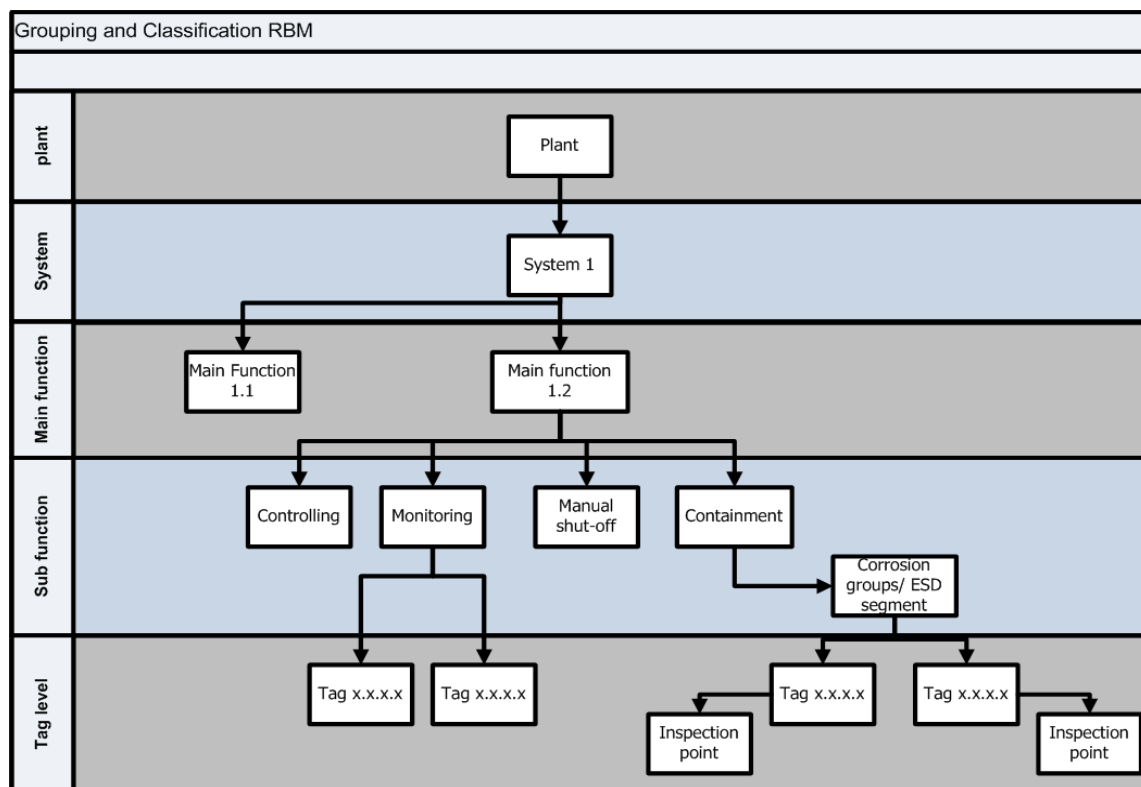 Grouping and Classification RBM
plant
Plant
System
System 1
Main function
Main Function
1.1
Main function
1.2
Sub function
Controlling
Monitoring
Manual
shut-off
Containment
Corrosion
groups/ ESD
segment
Tag level
Tag x.x.x.x
Tag x.x.x.x
Tag x.x.x.x
Tag x.x.x.x
Inspection
point
Inspection
point